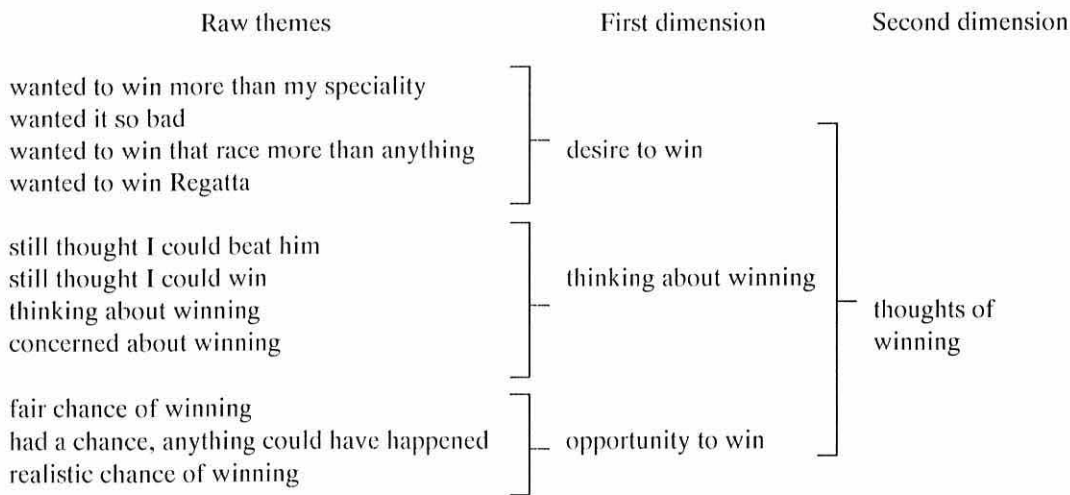 Raw themes First dimension Second dimension
wanted to win more than my speciality
wanted it so bad
wanted to win that race more than anything
wanted to win Regatta
desire to win
still thought I could beat him
still thought I could win
thinking about winning
concerned about winning
thinking about winning
fair chance of winning
had a chance, anything could have happened
realistic chance of winning
opportunity to win
thoughts of
winning